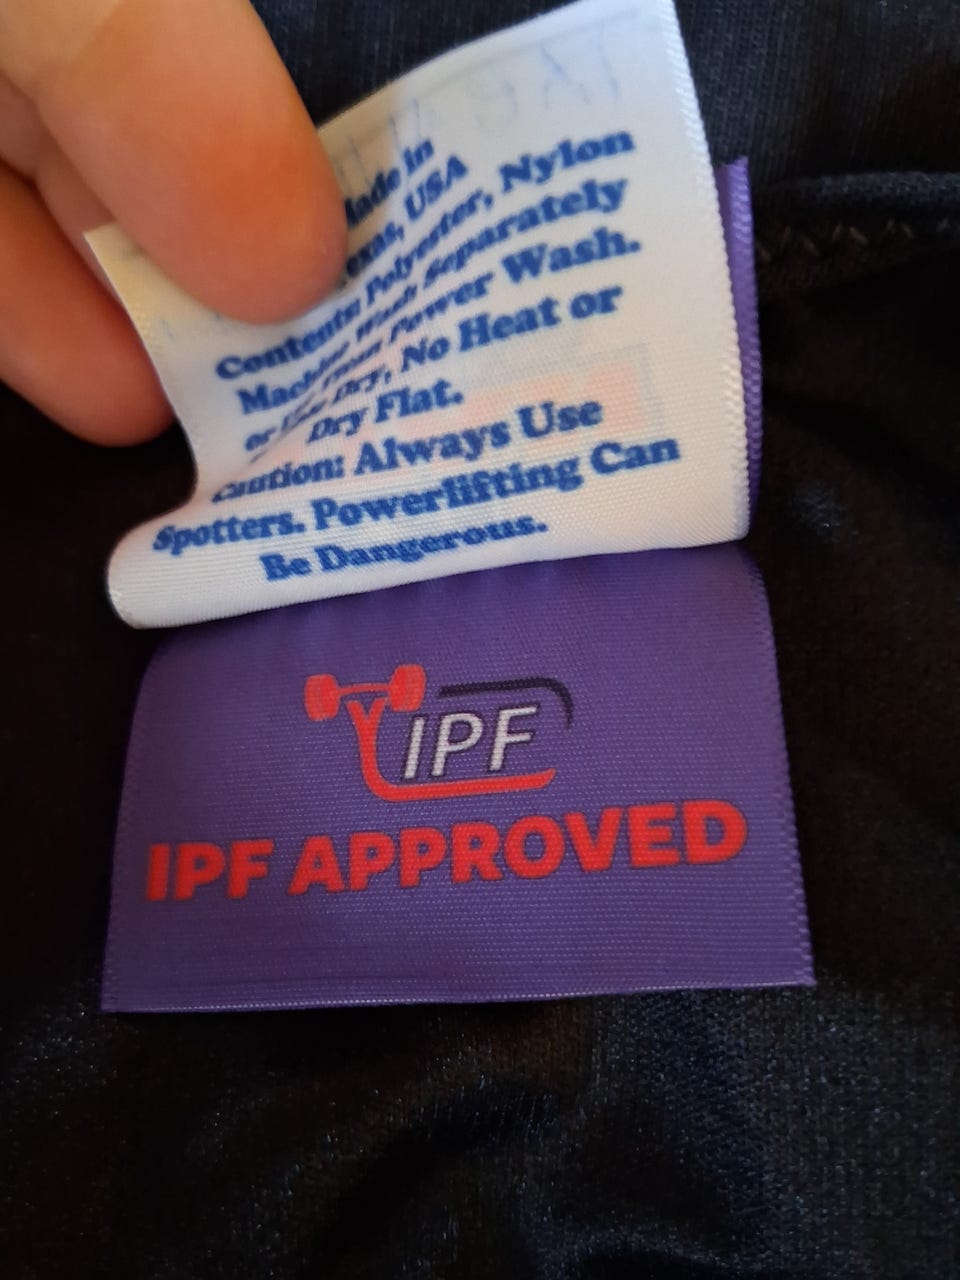 Made in
Texas, USA
Contents Polyester, Nylon
Machine Wash Separately
or Power Wash.
or Dry, No Heat or
Dry Flat.
Caution: Always Use
Spotters. Powerlifting Can
Be Dangerous.
IPF
IPF APPROVED